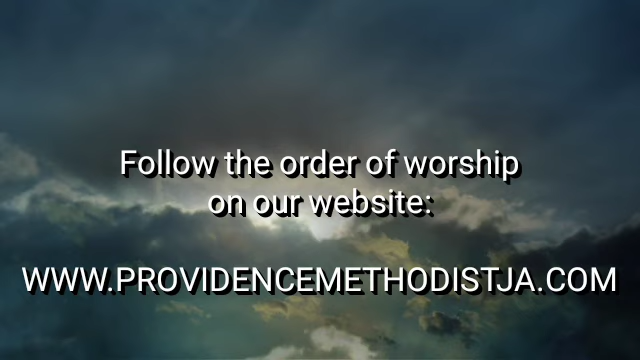 Follow the order of worship
on our website:
WWW.PROVIDENCEMETHODISTJA.COM